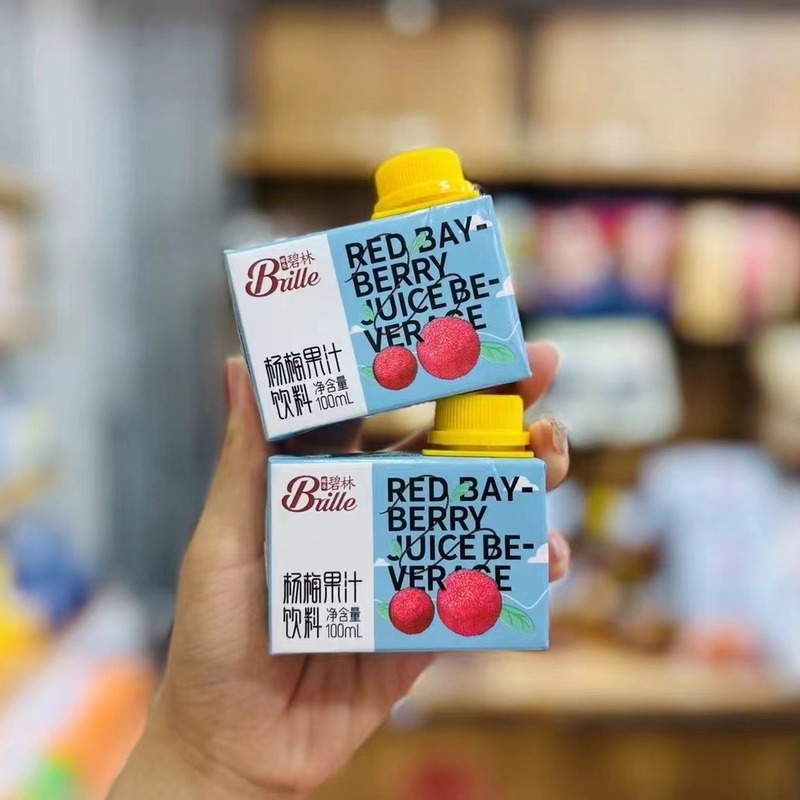 碧林
Brille
RED BAY-
BERRY
JUICE BE-
VERAGE
杨梅果汁
饮料
净含量
100mL
碧林
Brille
RED BAY-
BERRY
JUICE BE-
VERAGE
杨梅果汁
饮料
净含量
100mL